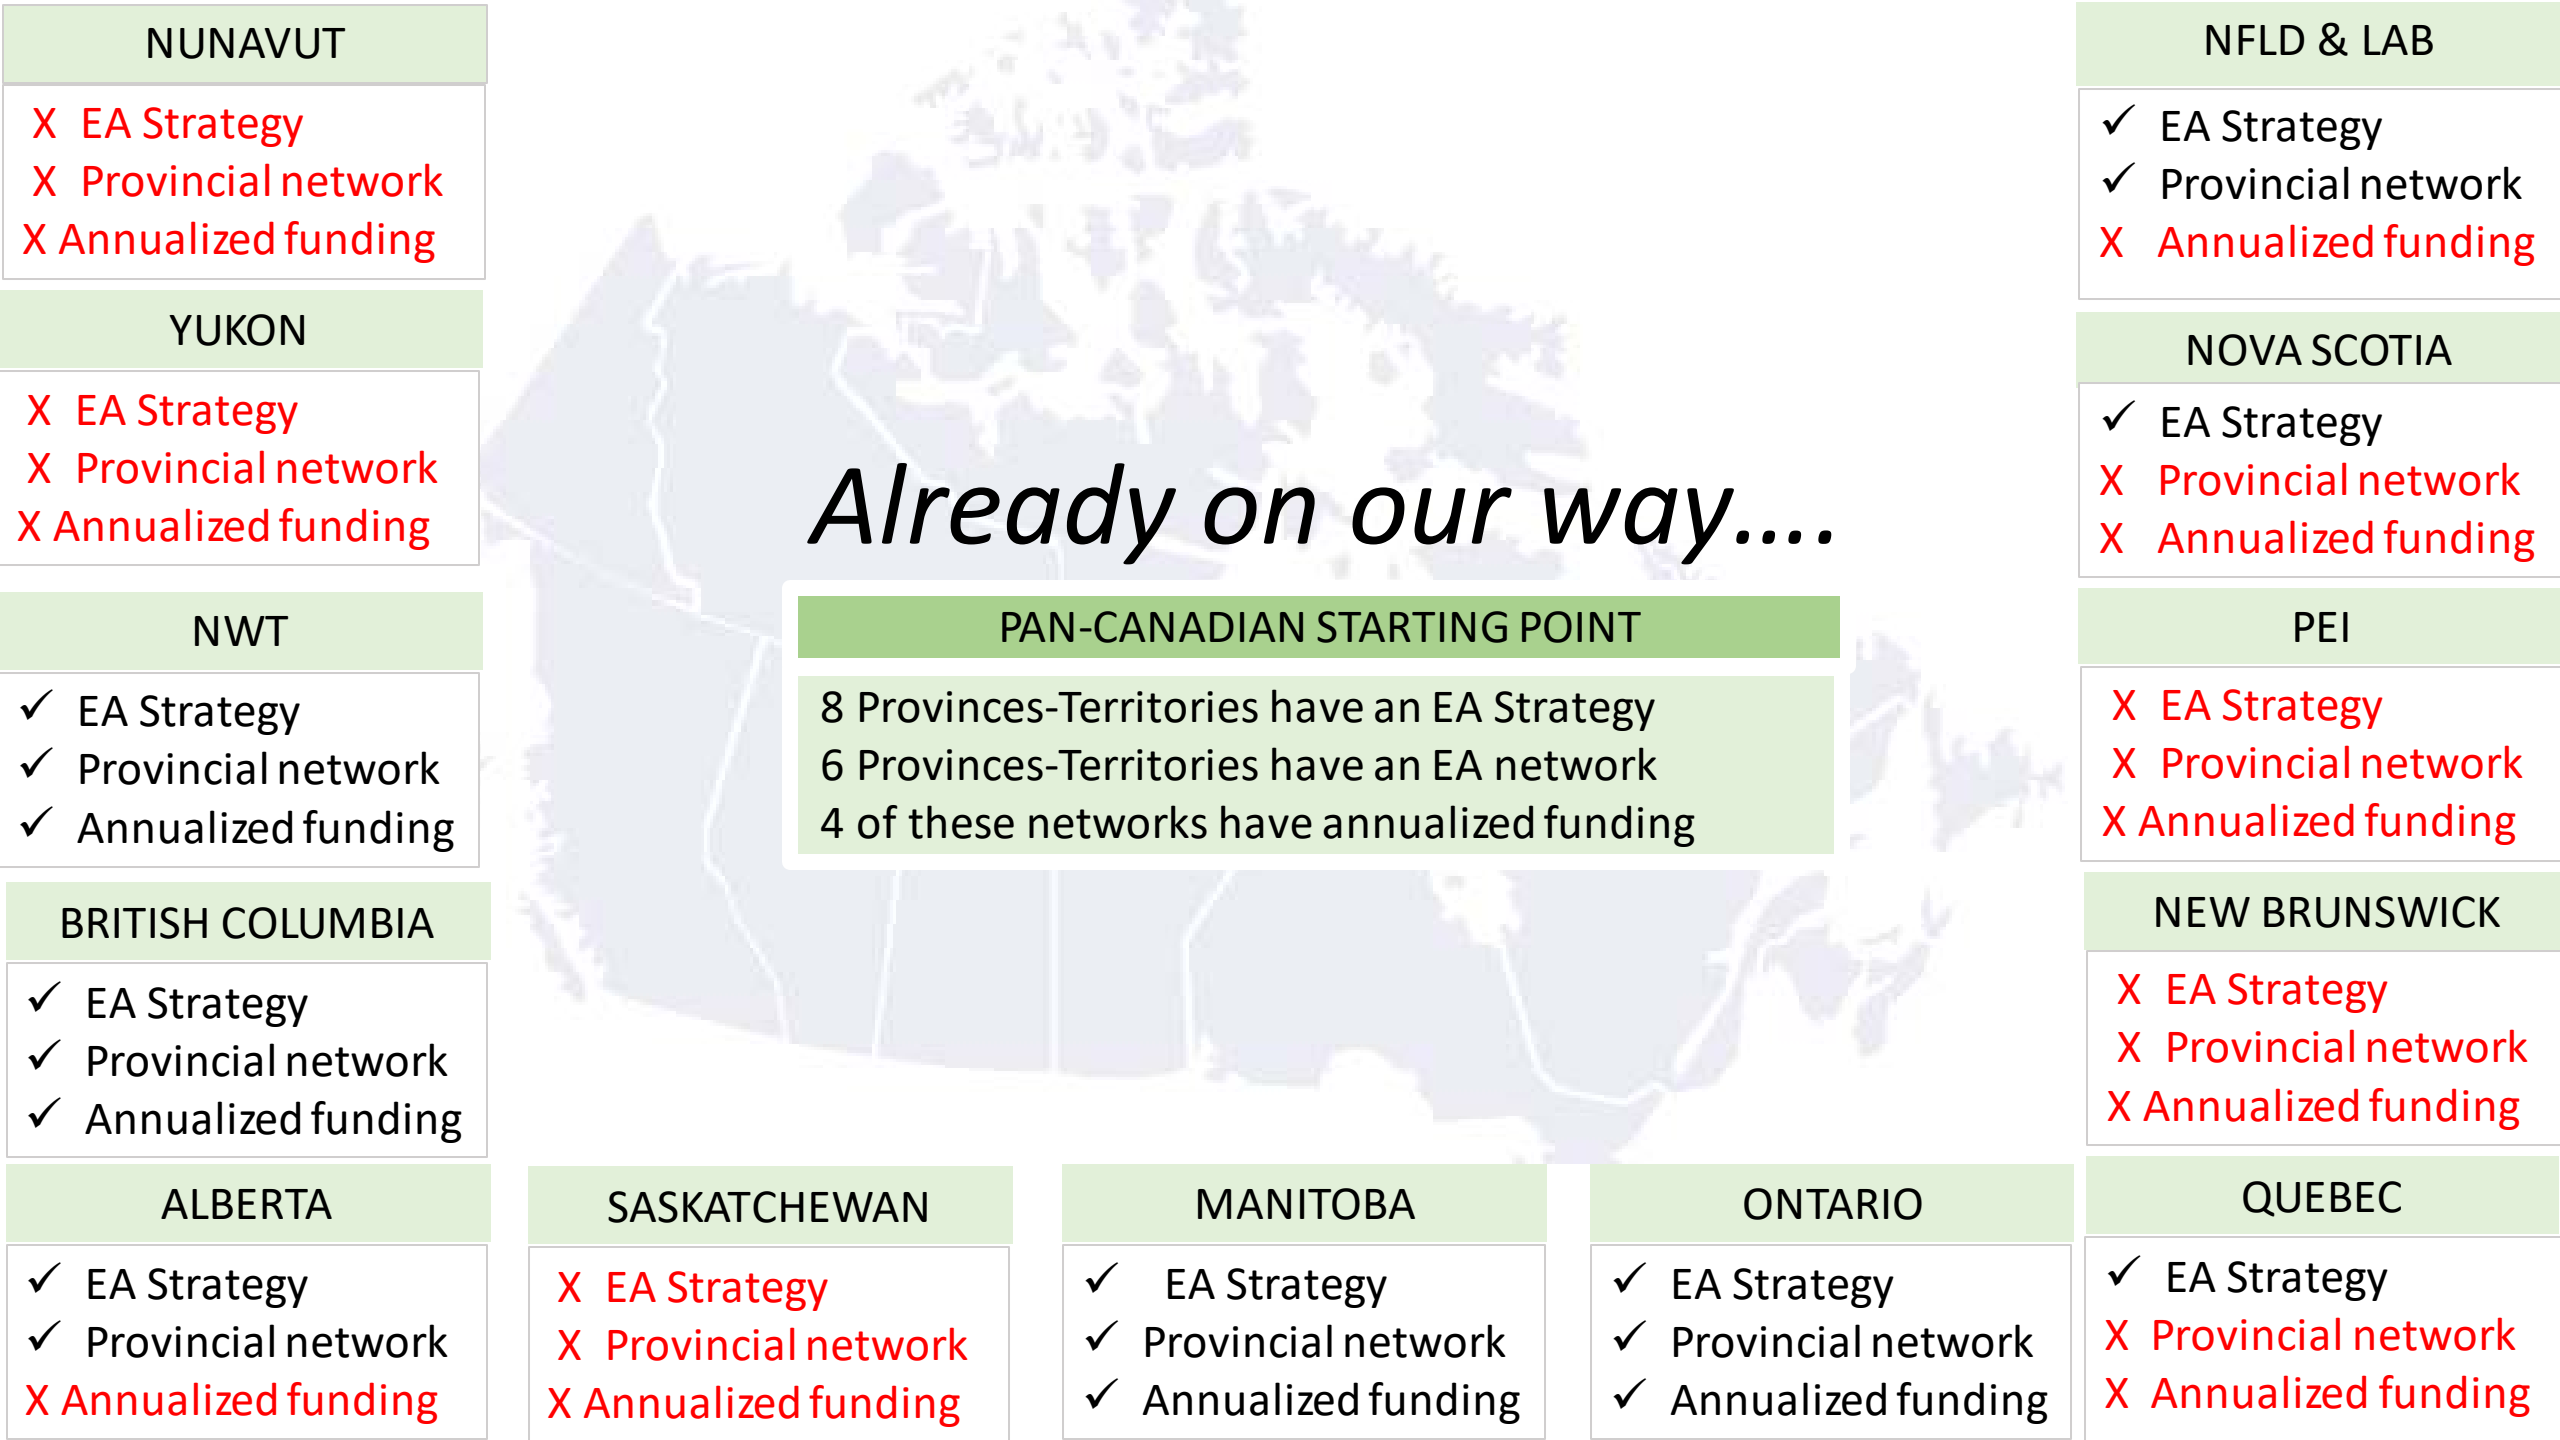 NUNAVUT
X EA Strategy
X Provincial network
X Annualized funding
YUKON
X EA Strategy
X Provincial network
X Annualized funding
NWT
✓ EA Strategy
✓ Provincial network
✓ Annualized funding
BRITISH COLUMBIA
✓ EA Strategy
✓ Provincial network
✓ Annualized funding
ALBERTA
✓ EA Strategy
✓ Provincial network
X Annualized funding
SASKATCHEWAN
X EA Strategy
X Provincial network
X Annualized funding
MANITOBA
✓ EA Strategy
✓ Provincial network
✓ Annualized funding
ONTARIO
✓ EA Strategy
✓ Provincial network
✓ Annualized funding
Already on our way....
PAN-CANADIAN STARTING POINT
8 Provinces-Territories have an EA Strategy
6 Provinces-Territories have an EA network
4 of these networks have annualized funding
NFLD & LAB
✓ EA Strategy
✓ Provincial network
X Annualized funding
NOVA SCOTIA
✓ EA Strategy
X Provincial network
X Annualized funding
PEI
X EA Strategy
X Provincial network
X Annualized funding
NEW BRUNSWICK
X EA Strategy
X Provincial network
X Annualized funding
QUEBEC
✓ EA Strategy
X Provincial network
X Annualized funding